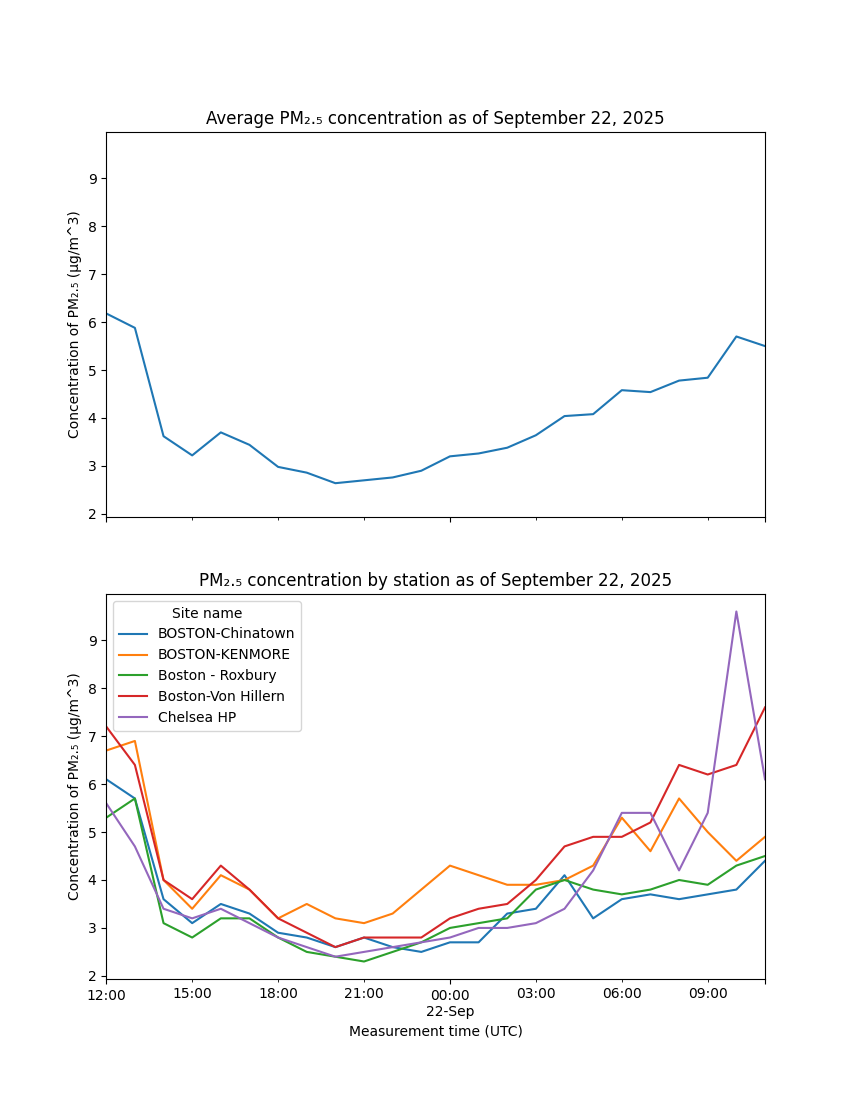 Average PM₂.₅ concentration as of September 22, 2025
Concentration of PM₂.₅ (µg/m^3)
9
8
7
6
5
4
3
2
PM₂.₅ concentration by station as of September 22, 2025
Concentration of PM₂.₅ (µg/m^3)
9
8
7
6
5
4
3
2
Site name
BOSTON-Chinatown
BOSTON-KENMORE
Boston - Roxbury
Boston-Von Hillern
Chelsea HP
12:00 15:00 18:00 21:00 00:00 03:00 06:00 09:00
22-Sep
Measurement time (UTC)